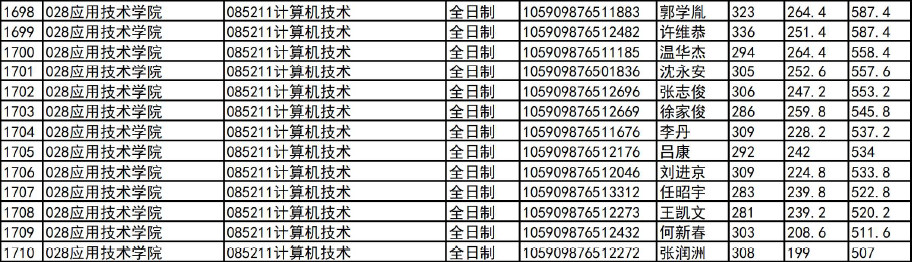 1698 028应用技术学院 085211计算机技术 全日制 105909876511883 郭学胤 323 264.4 587.4
1699 028应用技术学院 085211计算机技术 全日制 105909876512482 许维恭 336 251.4 587.4
1700 028应用技术学院 085211计算机技术 全日制 105909876511185 温华杰 294 264.4 558.4
1701 028应用技术学院 085211计算机技术 全日制 105909876501836 沈永安 305 252.6 557.6
1702 028应用技术学院 085211计算机技术 全日制 105909876512696 张志俊 306 247.2 553.2
1703 028应用技术学院 085211计算机技术 全日制 105909876512669 徐家俊 286 259.8 545.8
1704 028应用技术学院 085211计算机技术 全日制 105909876511676 李丹 309 228.2 537.2
1705 028应用技术学院 085211计算机技术 全日制 105909876512176 吕康 292 242 534
1706 028应用技术学院 085211计算机技术 全日制 105909876512046 刘进京 309 224.8 533.8
1707 028应用技术学院 085211计算机技术 全日制 105909876513312 任昭宇 283 239.8 522.8
1708 028应用技术学院 085211计算机技术 全日制 105909876512273 王凯文 281 239.2 520.2
1709 028应用技术学院 085211计算机技术 全日制 105909876512432 何新春 303 208.6 511.6
1710 028应用技术学院 085211计算机技术 全日制 105909876512272 张润洲 308 199 507